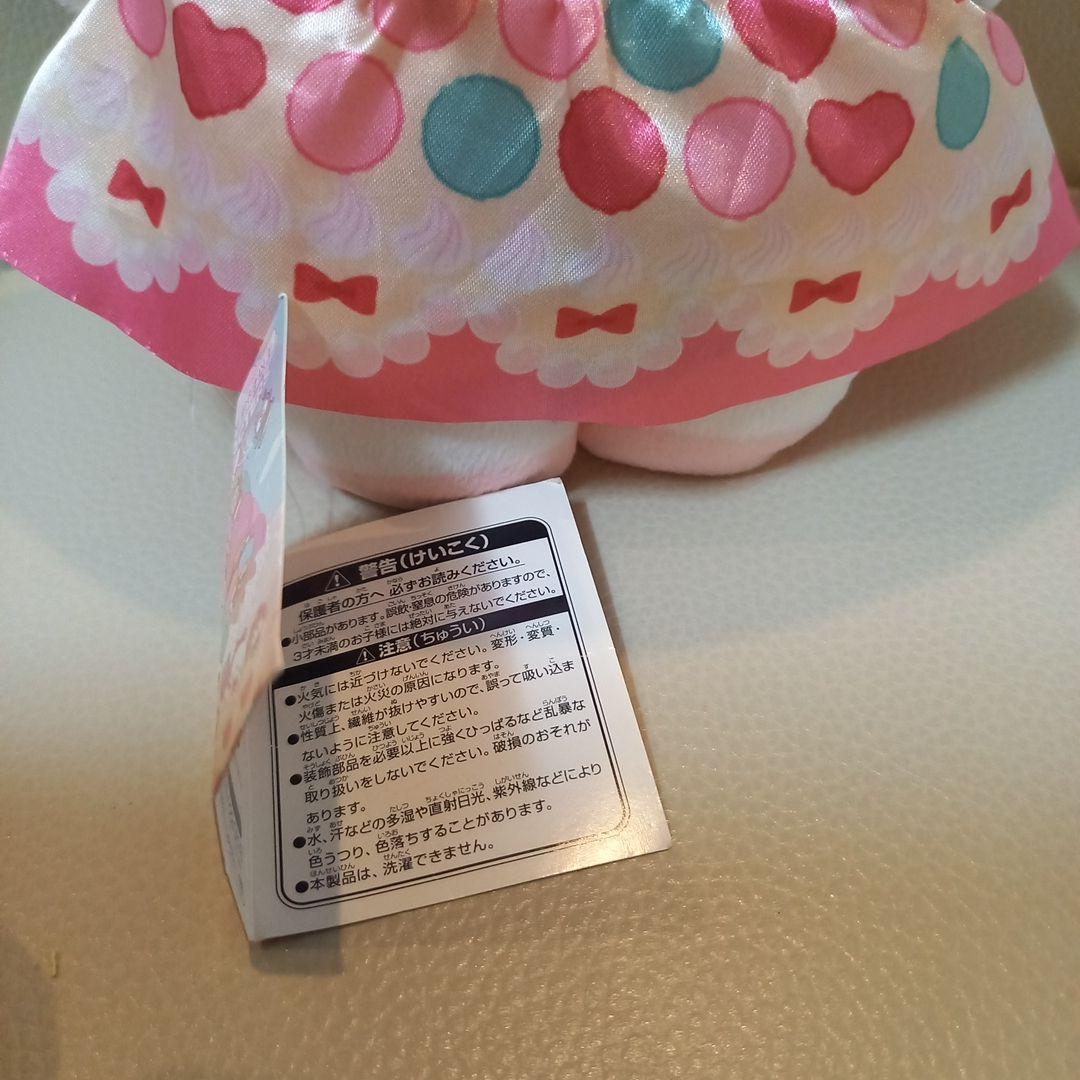 警告(けいこく)
保護者の方へ 必ずお読みください。
●小部品があります。誤飲・窒息の危険がありますので、
3才未満のお子様には絶対に与えないでください。
注意(ちゅうい)
●火気には近づけないでください。変形・変質・
火傷または火災の原因になります。
●性質上、繊維が抜けやすいので、誤って吸い込ま
ないように注意してください。
●装飾部品を必要以上に強くひっぱるなど乱暴な
取り扱いをしないでください。破損のおそれが
あります。
●水、汗などの多湿や直射日光、紫外線などにより
色うつり、色落ちすることがあります。
●本製品は、洗濯できません。